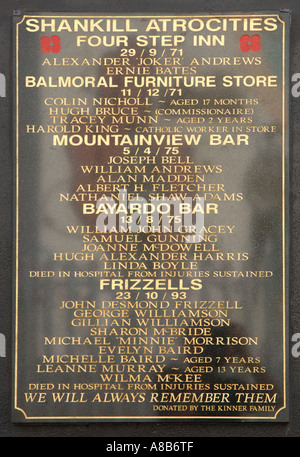 SHANKILL ATROCITIES
FOUR STEP INN
29 / 9 / 71
ALEXANDER 'JOKER' ANDREWS
ERNIE BATES
BALMORAL FURNITURE STORE
11 / 12 / 71
COLIN NICHOLL ~ AGED 17 MONTHS
HUGH BRUCE ~ (COMMISSIONAIRE)
TRACEY MUNN ~ AGED 2 YEARS
HAROLD KING ~ CATHOLIC WORKER IN STORE
MOUNTAINVIEW BAR
5 / 4 / 75
JOSEPH BELL
WILLIAM ANDREWS
ALAN MADDEN
ALBERT H. FLETCHER
NATHANIEL SHAW ADAMS
BAYARDO BAR
13 / 8 / 75
WILLIAM JOHN GRACEY
SAMUEL GUNNING
JOANNE McDOWELL
HUGH ALEXANDER HARRIS
LINDA BOYLE
DIED IN HOSPITAL FROM INJURIES SUSTAINED
FRIZZELLS
23 / 10 / 93
JOHN DESMOND FRIZZELL
GEORGE WILLIAMSON
GILLIAN WILLIAMSON
SHARON McBRIDE
MICHAEL "MINNIE" MORRISON
EVELYN BAIRD
MICHELLE BAIRD ~ AGED 7 YEARS
LEANNE MURRAY ~ AGED 13 YEARS
WILMA McKEE
DIED IN HOSPITAL FROM INJURIES SUSTAINED
WE WILL ALWAYS REMEMBER THEM
DONATED BY THE KINNER FAMILY
alamy
a
a
a
A8B6TF
www.alamy.com